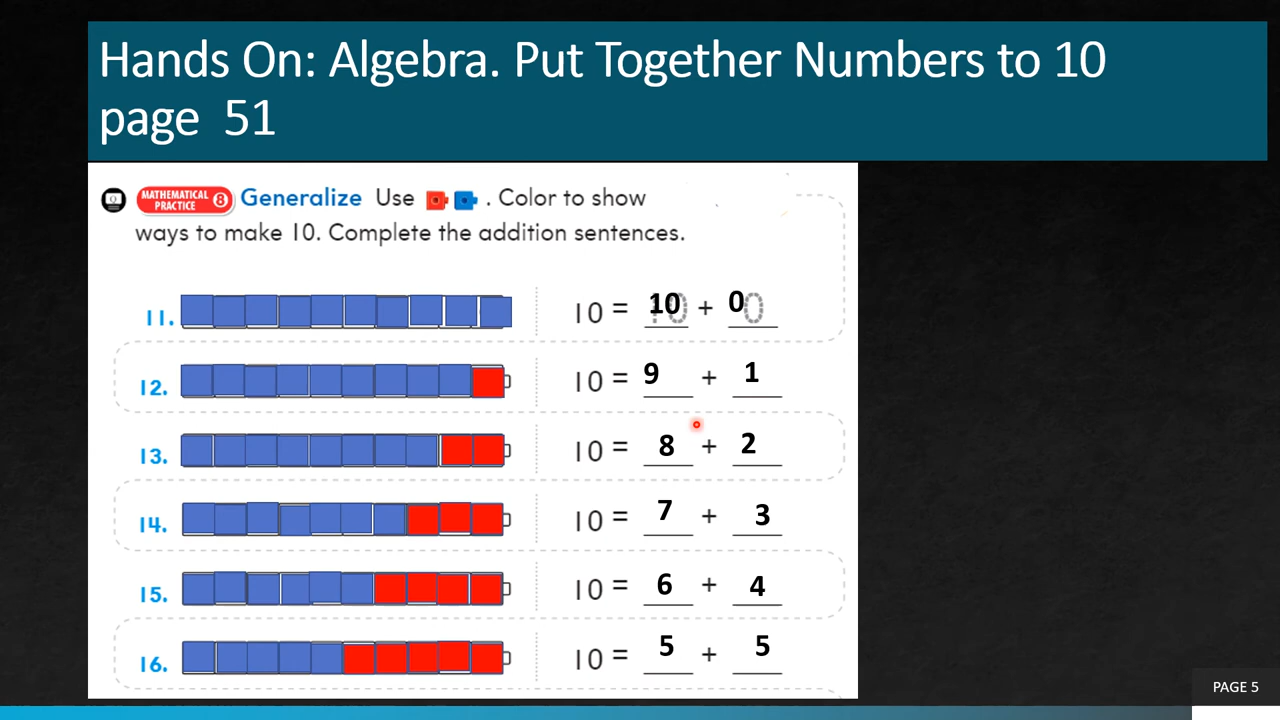 Hands On: Algebra. Put Together Numbers to 10
page 51
MATHEMATICAL PRACTICE 8 Generalize Use . Color to show
ways to make 10. Complete the addition sentences.
11. 10 = 10 + 0
12. 10 = 9 + 1
13. 10 = 8 + 2
14. 10 = 7 + 3
15. 10 = 6 + 4
16. 10 = 5 + 5
PAGE 5